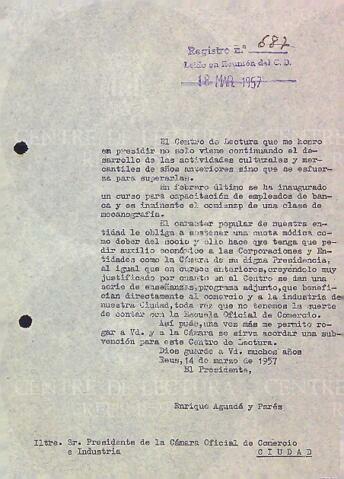 Registro n.º 687
Leído en Reunión del C. D.
18 MAR 1957
El Centro de Lectura que me honro
en presidir no solo viene continuando el de-
sarrollo de las actividades culturales y mer-
cantiles de años anteriores sino que se esfuer-
za para superarlas.
En febrero último se ha inaugurado
un curso para capacitación de empleados de ban-
ca y es inminente el comienzo de una clase de
mecanografía.
El caracter popular de nuestra en-
tidad le obliga a sostener una cuota módica co-
mo deber del socio y ello hace que tenga que pe-
dir auxilio económico a las Corporaciones y En-
tidades como la Cámara de su digna Presidencia,
al igual que en cursos anteriores, creyéndolo muy
justificado por cuanto en el Centro se dan una
serie de enseñanzas, programa adjunto, que benefi-
cian directamente al comercio y a la industria de
nuestra Ciudad, toda vez que no tenemos la suerte
de contar con la Escuela Oficial de Comercio.
Así pués, una vez más me permito ro-
gar a Vd. y a la Cámara se sirva acordar una sub-
vención para este Centro de Lectura.
Dios guarde a Vd. muchos años
Reus, 14 de marzo de 1957
El Presidente,
Enrique Aguadé y Parés
Iltre. Sr. Presidente de la Cámara Oficial de Comercio
e Industria
C I U D A D